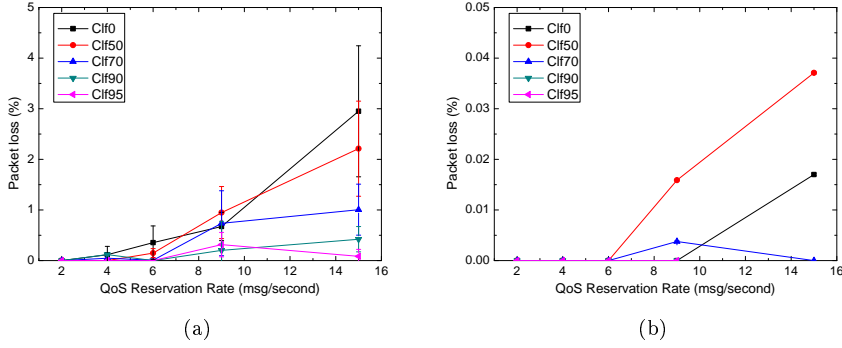 5
4
3
2
1
0
Packet loss (%)
Clf0
Clf50
Clf70
Clf90
Clf95
2 4 6 8 10 12 14 16
QoS Reservation Rate (msg/second)
(a)
0.05
0.04
0.03
0.02
0.01
0.00
Packet loss (%)
Clf0
Clf50
Clf70
Clf90
Clf95
2 4 6 8 10 12 14 16
QoS Reservation Rate (msg/second)
(b)